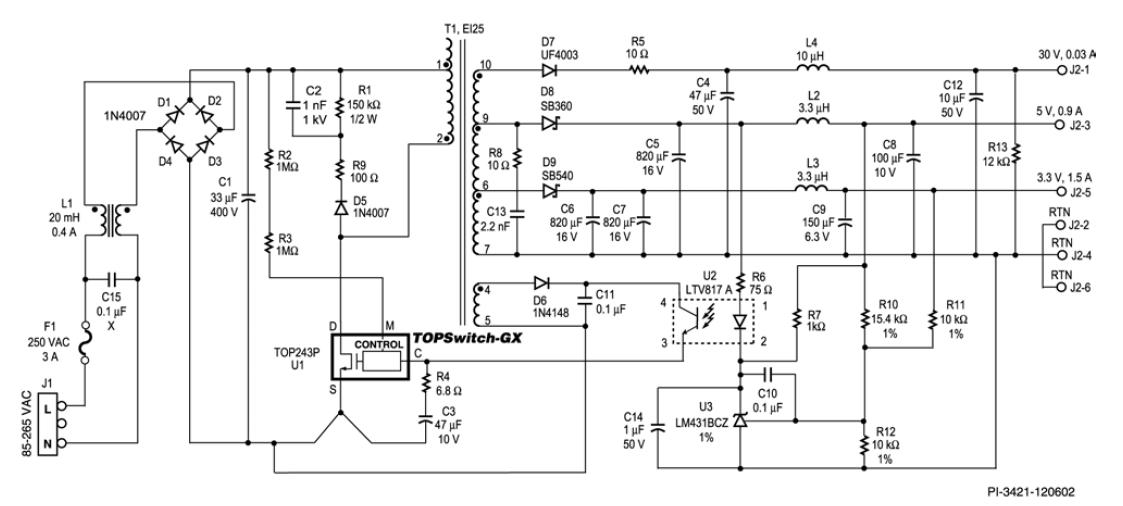 T1, EI25
D7
UF4003
R5
10 Ω
L4
10 µH
30 V, 0.03 A
J2-1
1
10
C2
1 nF
1 kV
R1
150 kΩ
1/2 W
C4
47 µF
50 V
C12
10 µF
50 V
D8
SB360
L2
3.3 µH
5 V, 0.9 A
J2-3
9
D1
D2
1N4007
D4
D3
2
R8
10 Ω
C5
820 µF
16 V
C8
100 µF
10 V
R13
12 kΩ
R2
1MΩ
R9
100 Ω
D9
SB540
L3
3.3 µH
3.3 V, 1.5 A
J2-5
6
C1
33 µF
400 V
D5
1N4007
L1
20 mH
0.4 A
C13
2.2 nF
C6
820 µF
16 V
C7
820 µF
16 V
C9
150 µF
6.3 V
RTN
J2-2
R3
1MΩ
7
RTN
J2-4
RTN
J2-6
C15
0.1 µF
X
4
D6
1N4148
5
C11
0.1 µF
U2
LTV817 A
4
1
3
2
R6
75 Ω
R7
1kΩ
R10
15.4 kΩ
1%
R11
10 kΩ
1%
F1
250 VAC
3 A
D
M
TOPSwitch-GX
CONTROL
C
TOP243P
U1
S
R4
6.8 Ω
C3
47 µF
10 V
J1
L
N
85-265 VAC
C10
0.1 µF
C14
1 µF
50 V
U3
LM431BCZ
1%
R12
10 kΩ
1%
PI-3421-120602